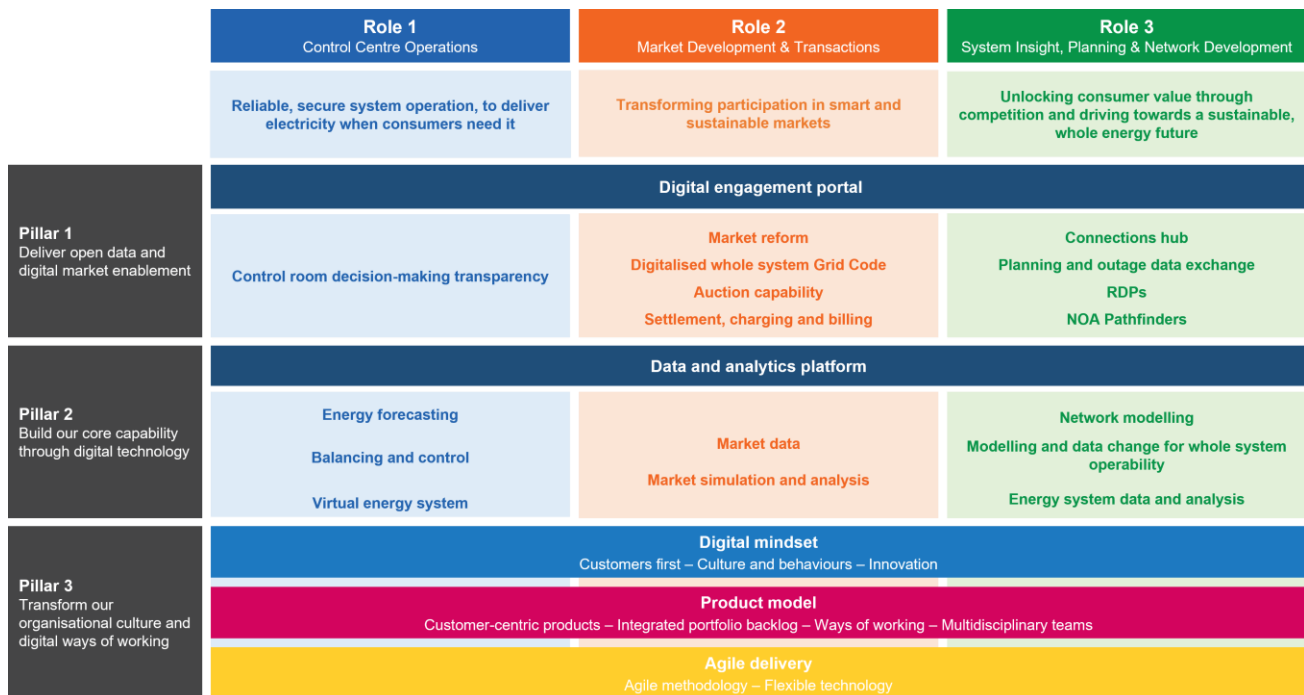 Role 1
Control Centre Operations
Role 2
Market Development & Transactions
Role 3
System Insight, Planning & Network Development
Reliable, secure system operation, to deliver
electricity when consumers need it
Transforming participation in smart and
sustainable markets
Unlocking consumer value through
competition and driving towards a sustainable,
whole energy future
Pillar 1
Deliver open data and
digital market enablement
Digital engagement portal
Control room decision-making transparency
Market reform
Digitalised whole system Grid Code
Auction capability
Settlement, charging and billing
Connections hub
Planning and outage data exchange
RDPs
NOA Pathfinders
Pillar 2
Build our core capability
through digital technology
Data and analytics platform
Energy forecasting
Balancing and control
Virtual energy system
Market data
Market simulation and analysis
Network modelling
Modelling and data change for whole system
operability
Energy system data and analysis
Pillar 3
Transform our
organisational culture and
digital ways of working
Digital mindset
Customers first – Culture and behaviours – Innovation
Product model
Customer-centric products – Integrated portfolio backlog – Ways of working – Multidisciplinary teams
Agile delivery
Agile methodology – Flexible technology